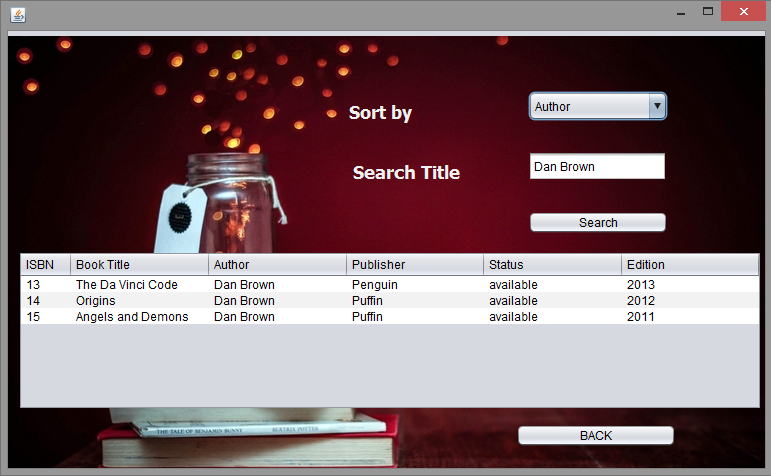 Sort by
Author
Search Title
Dan Brown
Search
ISBN Book Title Author Publisher Status Edition
13 The Da Vinci Code Dan Brown Penguin available 2013
14 Origins Dan Brown Puffin available 2012
15 Angels and Demons Dan Brown Puffin available 2011
THE TALE OF BENJAMIN BUNNY BEATRIX POTTER
BACK